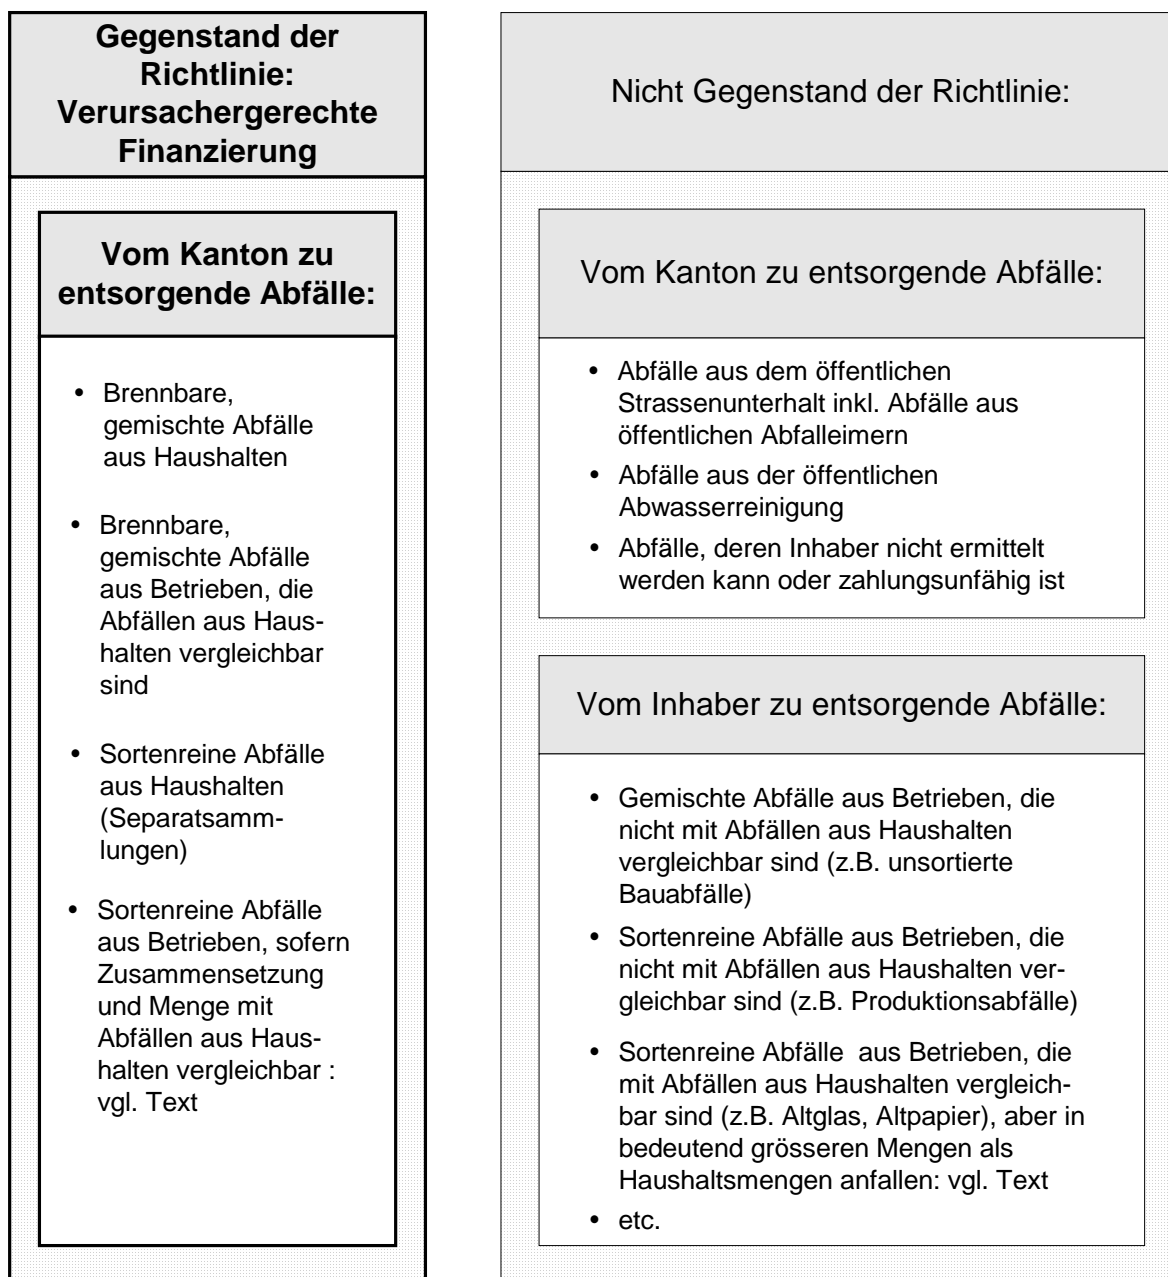 Gegenstand der
Richtlinie:
Verursachergerechte
Finanzierung
Vom Kanton zu
entsorgende Abfälle:
• Brennbare,
gemischte Abfälle
aus Haushalten
• Brennbare,
gemischte Abfälle
aus Betrieben, die
Abfällen aus Haus-
halten vergleichbar
sind
• Sortenreine Abfälle
aus Haushalten
(Separatsamm-
lungen)
• Sortenreine Abfälle
aus Betrieben, sofern
Zusammensetzung
und Menge mit
Abfällen aus Haus-
halten vergleichbar :
vgl. Text
Nicht Gegenstand der Richtlinie:
Vom Kanton zu entsorgende Abfälle:
• Abfälle aus dem öffentlichen
Strassenunterhalt inkl. Abfälle aus
öffentlichen Abfalleimern
• Abfälle aus der öffentlichen
Abwasserreinigung
• Abfälle, deren Inhaber nicht ermittelt
werden kann oder zahlungsunfähig ist
Vom Inhaber zu entsorgende Abfälle:
• Gemischte Abfälle aus Betrieben, die
nicht mit Abfällen aus Haushalten
vergleichbar sind (z.B. unsortierte
Bauabfälle)
• Sortenreine Abfälle aus Betrieben, die
nicht mit Abfällen aus Haushalten ver-
gleichbar sind (z.B. Produktionsabfälle)
• Sortenreine Abfälle aus Betrieben, die
mit Abfällen aus Haushalten vergleich-
bar sind (z.B. Altglas, Altpapier), aber in
bedeutend grösseren Mengen als
Haushaltsmengen anfallen: vgl. Text
• etc.